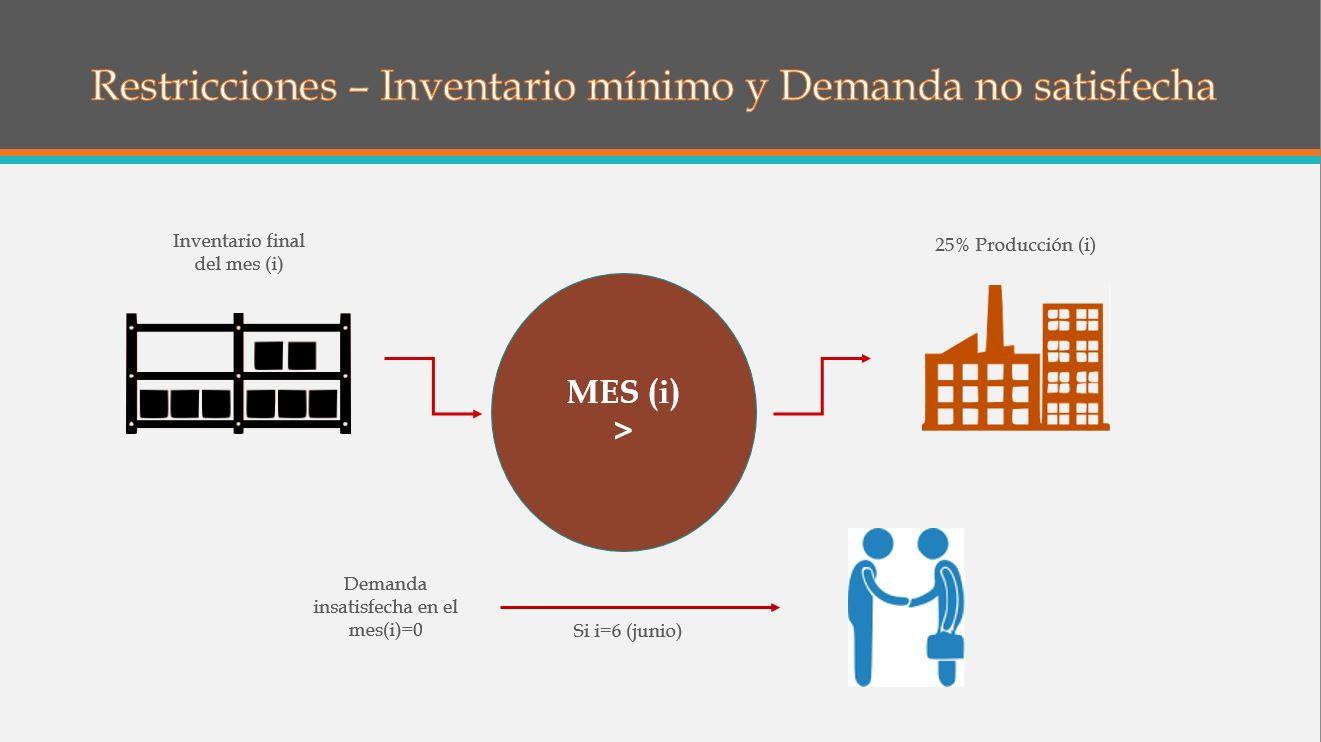 Restricciones – Inventario mínimo y Demanda no satisfecha
Inventario final
del mes (i)
25% Producción (i)
MES (i)
>
Demanda
insatisfecha en el
mes(i)=0
Si i=6 (junio)